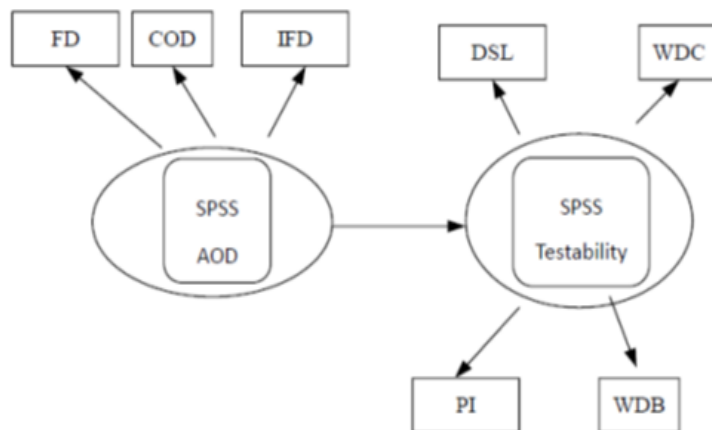 FD
COD
IFD
DSL
WDC
SPSS
AOD
SPSS
Testability
PI
WDB